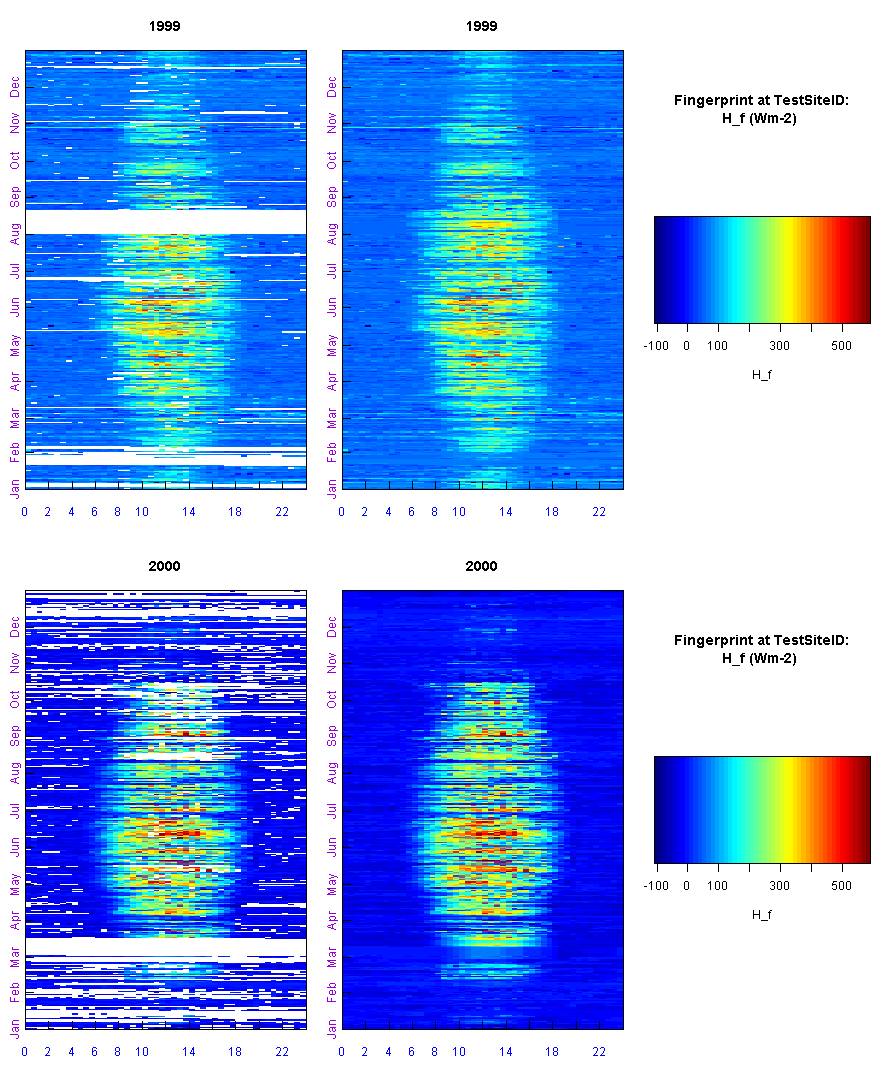 1999
1999
Dec
Nov
Oct
Sep
Aug
Jul
Jun
May
Apr
Mar
Feb
Jan
0 2 4 6 8 10 14 18 22
Dec
Nov
Oct
Sep
Aug
Jul
Jun
May
Apr
Mar
Feb
Jan
0 2 4 6 8 10 14 18 22
Fingerprint at TestSiteID:
H_f (Wm-2)
-100 0 100 300 500
H_f
2000
2000
Dec
Nov
Oct
Sep
Aug
Jul
Jun
May
Apr
Mar
Feb
Jan
0 2 4 6 8 10 14 18 22
Dec
Nov
Oct
Sep
Aug
Jul
Jun
May
Apr
Mar
Feb
Jan
0 2 4 6 8 10 14 18 22
Fingerprint at TestSiteID:
H_f (Wm-2)
-100 0 100 300 500
H_f